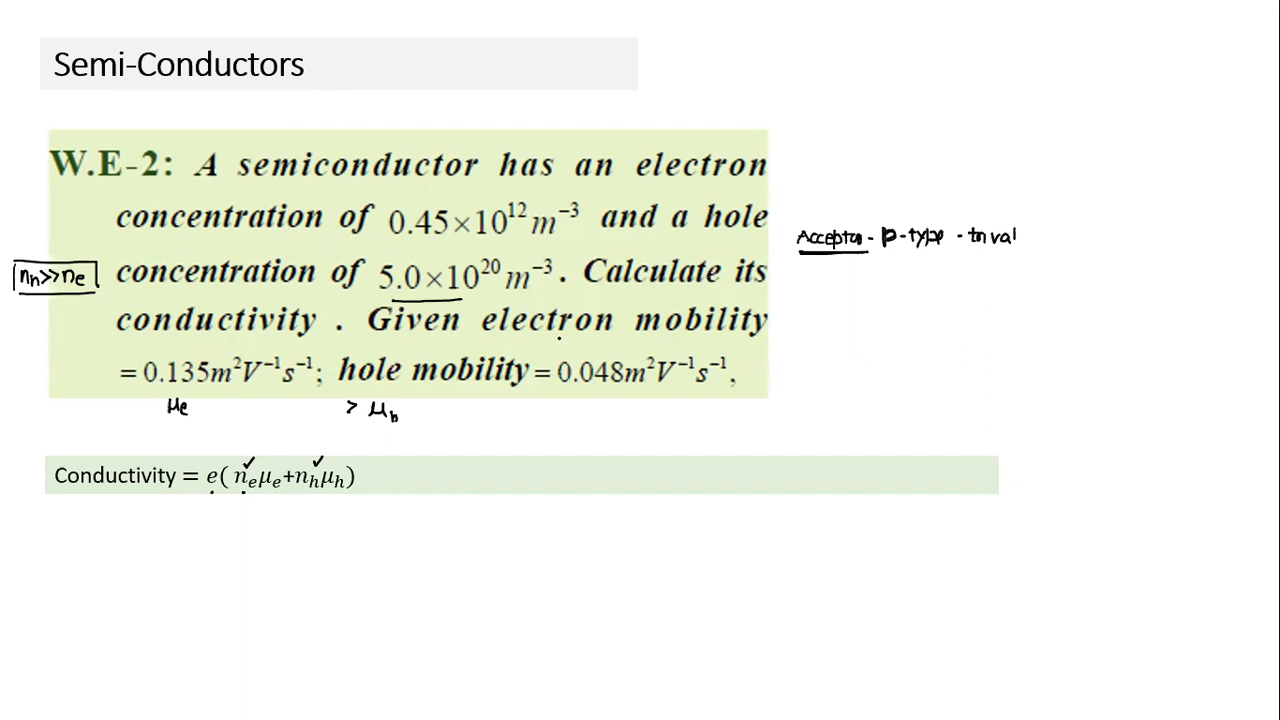 Semi-Conductors
W.E-2: A semiconductor has an electron
concentration of 0.45×10¹²m⁻³ and a hole
Acceptor - p-type - trival
nₕ>>nₑ concentration of 5.0×10²⁰m⁻³. Calculate its
conductivity . Given electron mobility
=0.135m²V⁻¹s⁻¹; hole mobility=0.048m²V⁻¹s⁻¹,
μₑ > μₕ
Conductivity = e( nₑμₑ+nₕμₕ)